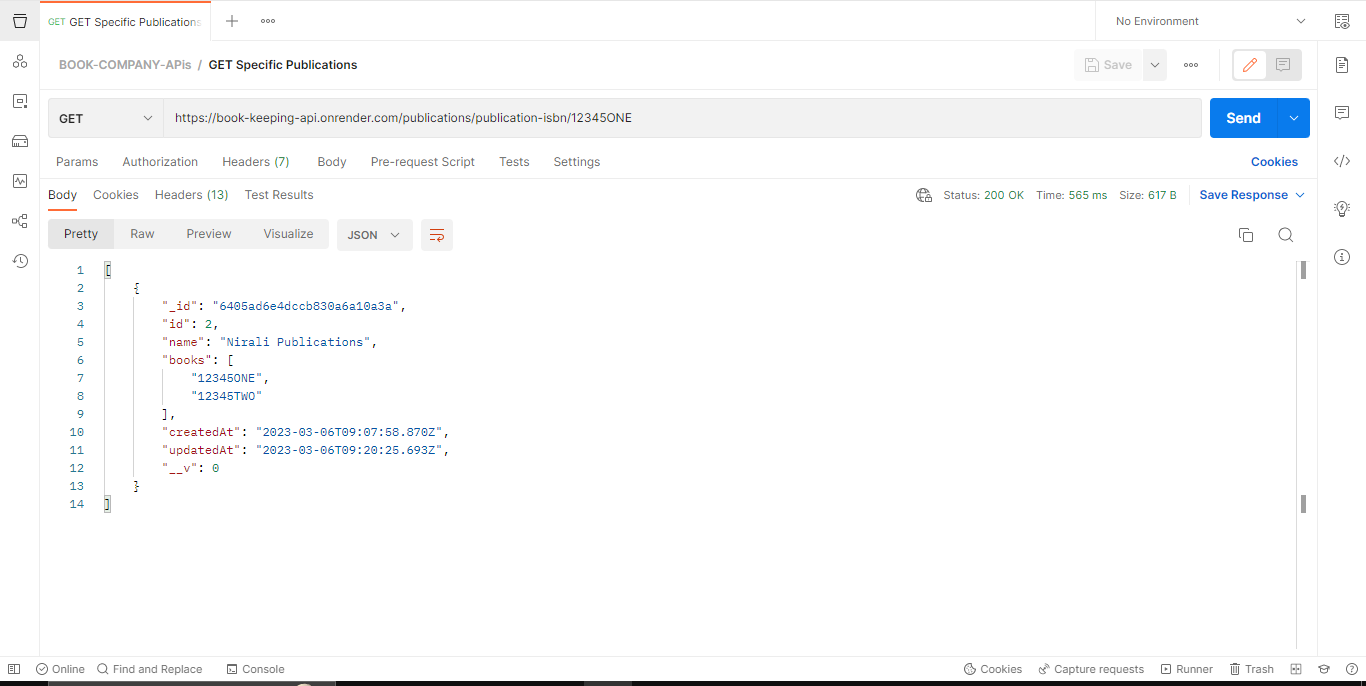 GET GET Specific Publications
No Environment
BOOK-COMPANY-APIs / GET Specific Publications
Save
GET https://book-keeping-api.onrender.com/publications/publication-isbn/12345ONE Send
Params Authorization Headers (7) Body Pre-request Script Tests Settings Cookies
Body Cookies Headers (13) Test Results Status: 200 OK Time: 565 ms Size: 617 B Save Response
Pretty Raw Preview Visualize JSON
1 [
2 {
3 "_id": "6405ad6e4dccb830a6a10a3a",
4 "id": 2,
5 "name": "Nirali Publications",
6 "books": [
7 "12345ONE",
8 "12345TWO"
9 ],
10 "createdAt": "2023-03-06T09:07:58.870Z",
11 "updatedAt": "2023-03-06T09:20:25.693Z",
12 "__v": 0
13 }
14 ]
Online Find and Replace Console Cookies Capture requests Runner Trash